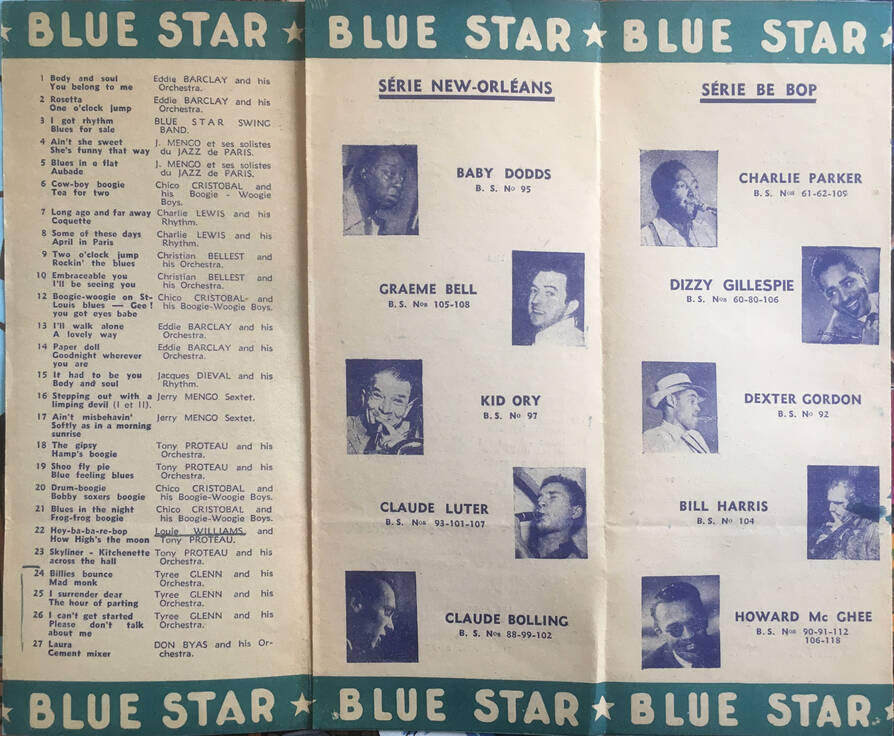 BLUE STAR
1 Body and soul Eddie BARCLAY and his
You belong to me Orchestra.
2 Rosetta Eddie BARCLAY and his
One o'clock jump Orchestra.
3 I got rhythm BLUE STAR SWING
Blues for sale BAND.
4 Ain't she sweet J. MENGO et ses solistes
She's funny that way du JAZZ de PARIS.
5 Blues in e flat J. MENGO et ses solistes
Aubade du JAZZ de PARIS.
6 Cow-boy boogie Chico CRISTOBAL and
Tea for two his Boogie - Woogie
Boys.
7 Long ago and far away Charlie LEWIS and his
Coquette Rhythm.
8 Some of these days Charlie LEWIS and his
April in Paris Rhythm.
9 Two o'clock jump Christian BELLEST and
Rockin' the blues his Orchestra.
10 Embraceable you Christian BELLEST and
I'll be seeing you his Orchestra.
12 Boogie-woogie on St- Chico CRISTOBAL and
Louis blues — Gee! his Boogie-Woogie Boys.
you got eyes babe
13 I'll walk alone Eddie BARCLAY and his
A lovely way Orchestra.
14 Paper doll Eddie BARCLAY and his
Goodnight wherever Orchestra.
you are
15 It had to be you Jacques DIEVAL and his
Body and soul Rhythm.
16 Stepping out with a Jerry MENGO Sextet.
limping devil (I et II).
17 Ain't misbehavin' Jerry MENGO Sextet.
Softly as in a morning
sunrise
18 The gipsy Tony PROTEAU and his
Hamp's boogie Orchestra.
19 Shoo fly pie Tony PROTEAU and his
Blue feeling blues Orchestra.
20 Drum-boogie Chico CRISTOBAL and
Bobby soxers boogie his Boogie-Woogie Boys.
21 Blues in the night Chico CRISTOBAL and
Frog-frog boogie his Boogie-Woogie Boys.
22 Hey-ba-ba-re-bop Louie WILLIAMS and
How High's the moon Tony PROTEAU.
23 Skyliner - Kitchenette Tony PROTEAU and his
across the hall Orchestra.
24 Billies bounce Tyree GLENN and his
Mad monk Orchestra.
25 I surrender dear Tyree GLENN and his
The hour of parting Orchestra.
26 I can't get started Tyree GLENN and his
Please don't talk Orchestra.
about me
27 Laura DON BYAS and his Or-
Cement mixer chestra.
BLUE STAR
BLUE STAR
SÉRIE NEW-ORLÉANS
BABY DODDS
B. S. No 95
GRAEME BELL
B. S. Nos 105-108
KID ORY
B. S. No 97
CLAUDE LUTER
B. S. Nos 93-101-107
CLAUDE BOLLING
B. S. Nos 88-99-102
BLUE STAR
BLUE STAR
SÉRIE BE BOP
CHARLIE PARKER
B. S. Nos 61-62-109
DIZZY GILLESPIE
B. S. Nos 60-80-106
DEXTER GORDON
B. S. No 92
BILL HARRIS
B. S. No 104
HOWARD Mc GHEE
B. S. Nos 90-91-112
106-118
BLUE STAR